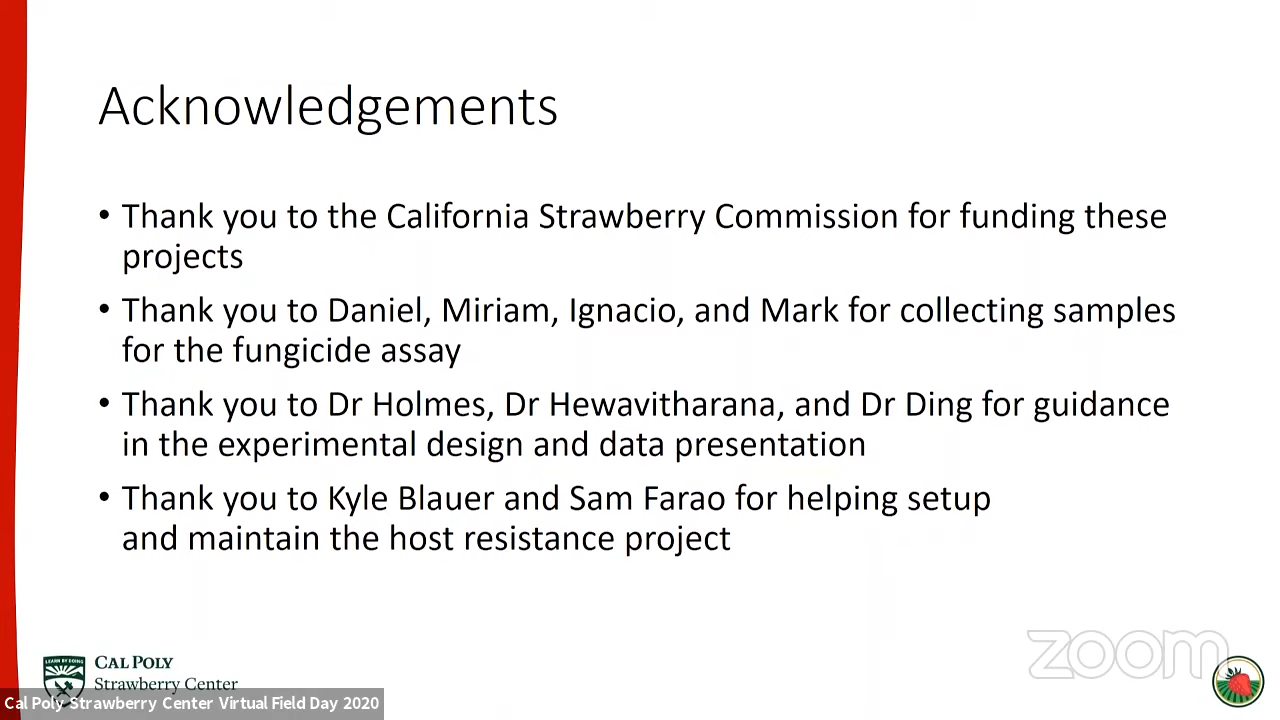 Acknowledgements
• Thank you to the California Strawberry Commission for funding these
projects
• Thank you to Daniel, Miriam, Ignacio, and Mark for collecting samples
for the fungicide assay
• Thank you to Dr Holmes, Dr Hewavitharana, and Dr Ding for guidance
in the experimental design and data presentation
• Thank you to Kyle Blauer and Sam Farao for helping setup
and maintain the host resistance project
zoom
LEARN BY DOING
CAL POLY
Strawberry Center
Cal Poly Strawberry Center Virtual Field Day 2020